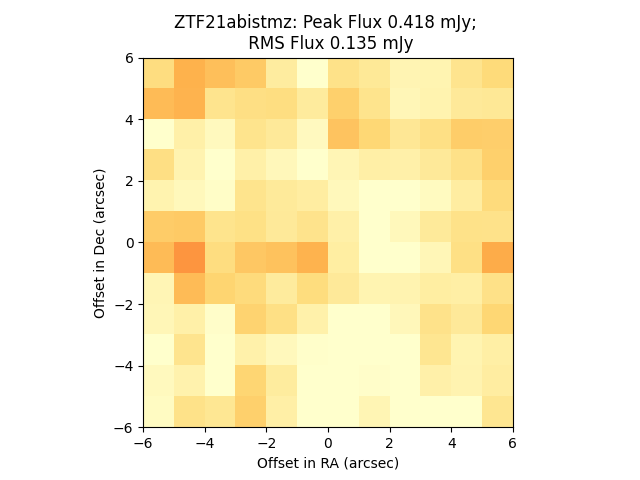 ZTF21abistmz: Peak Flux 0.418 mJy;
RMS Flux 0.135 mJy
6
4
2
0
−2
−4
−6
Offset in Dec (arcsec)
−6 −4 −2 0 2 4 6
Offset in RA (arcsec)